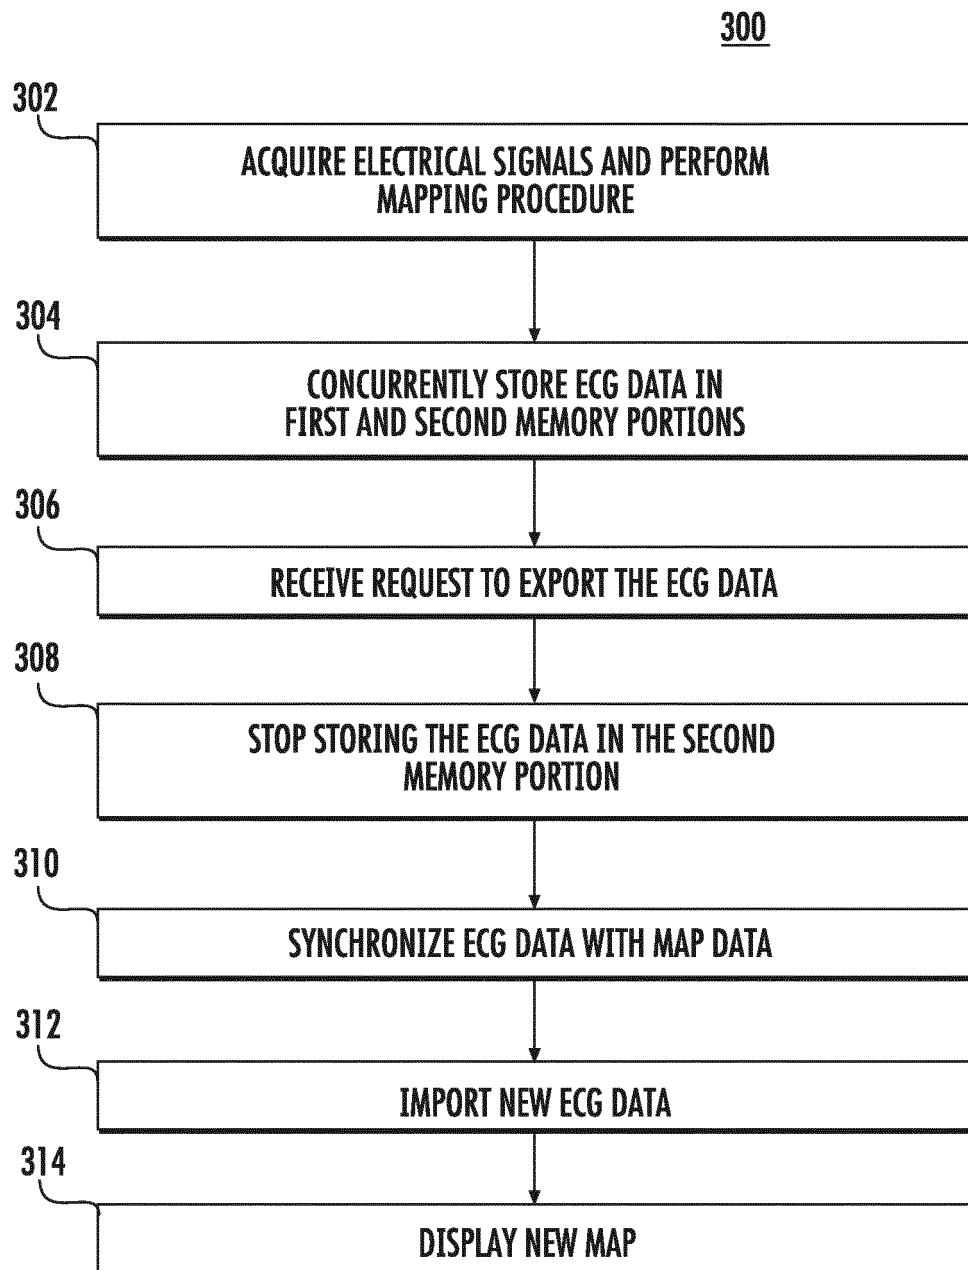 300
302
ACQUIRE ELECTRICAL SIGNALS AND PERFORM
MAPPING PROCEDURE
304
CONCURRENTLY STORE ECG DATA IN
FIRST AND SECOND MEMORY PORTIONS
306
RECEIVE REQUEST TO EXPORT THE ECG DATA
308
STOP STORING THE ECG DATA IN THE SECOND
MEMORY PORTION
310
SYNCHRONIZE ECG DATA WITH MAP DATA
312
IMPORT NEW ECG DATA
314
DISPLAY NEW MAP